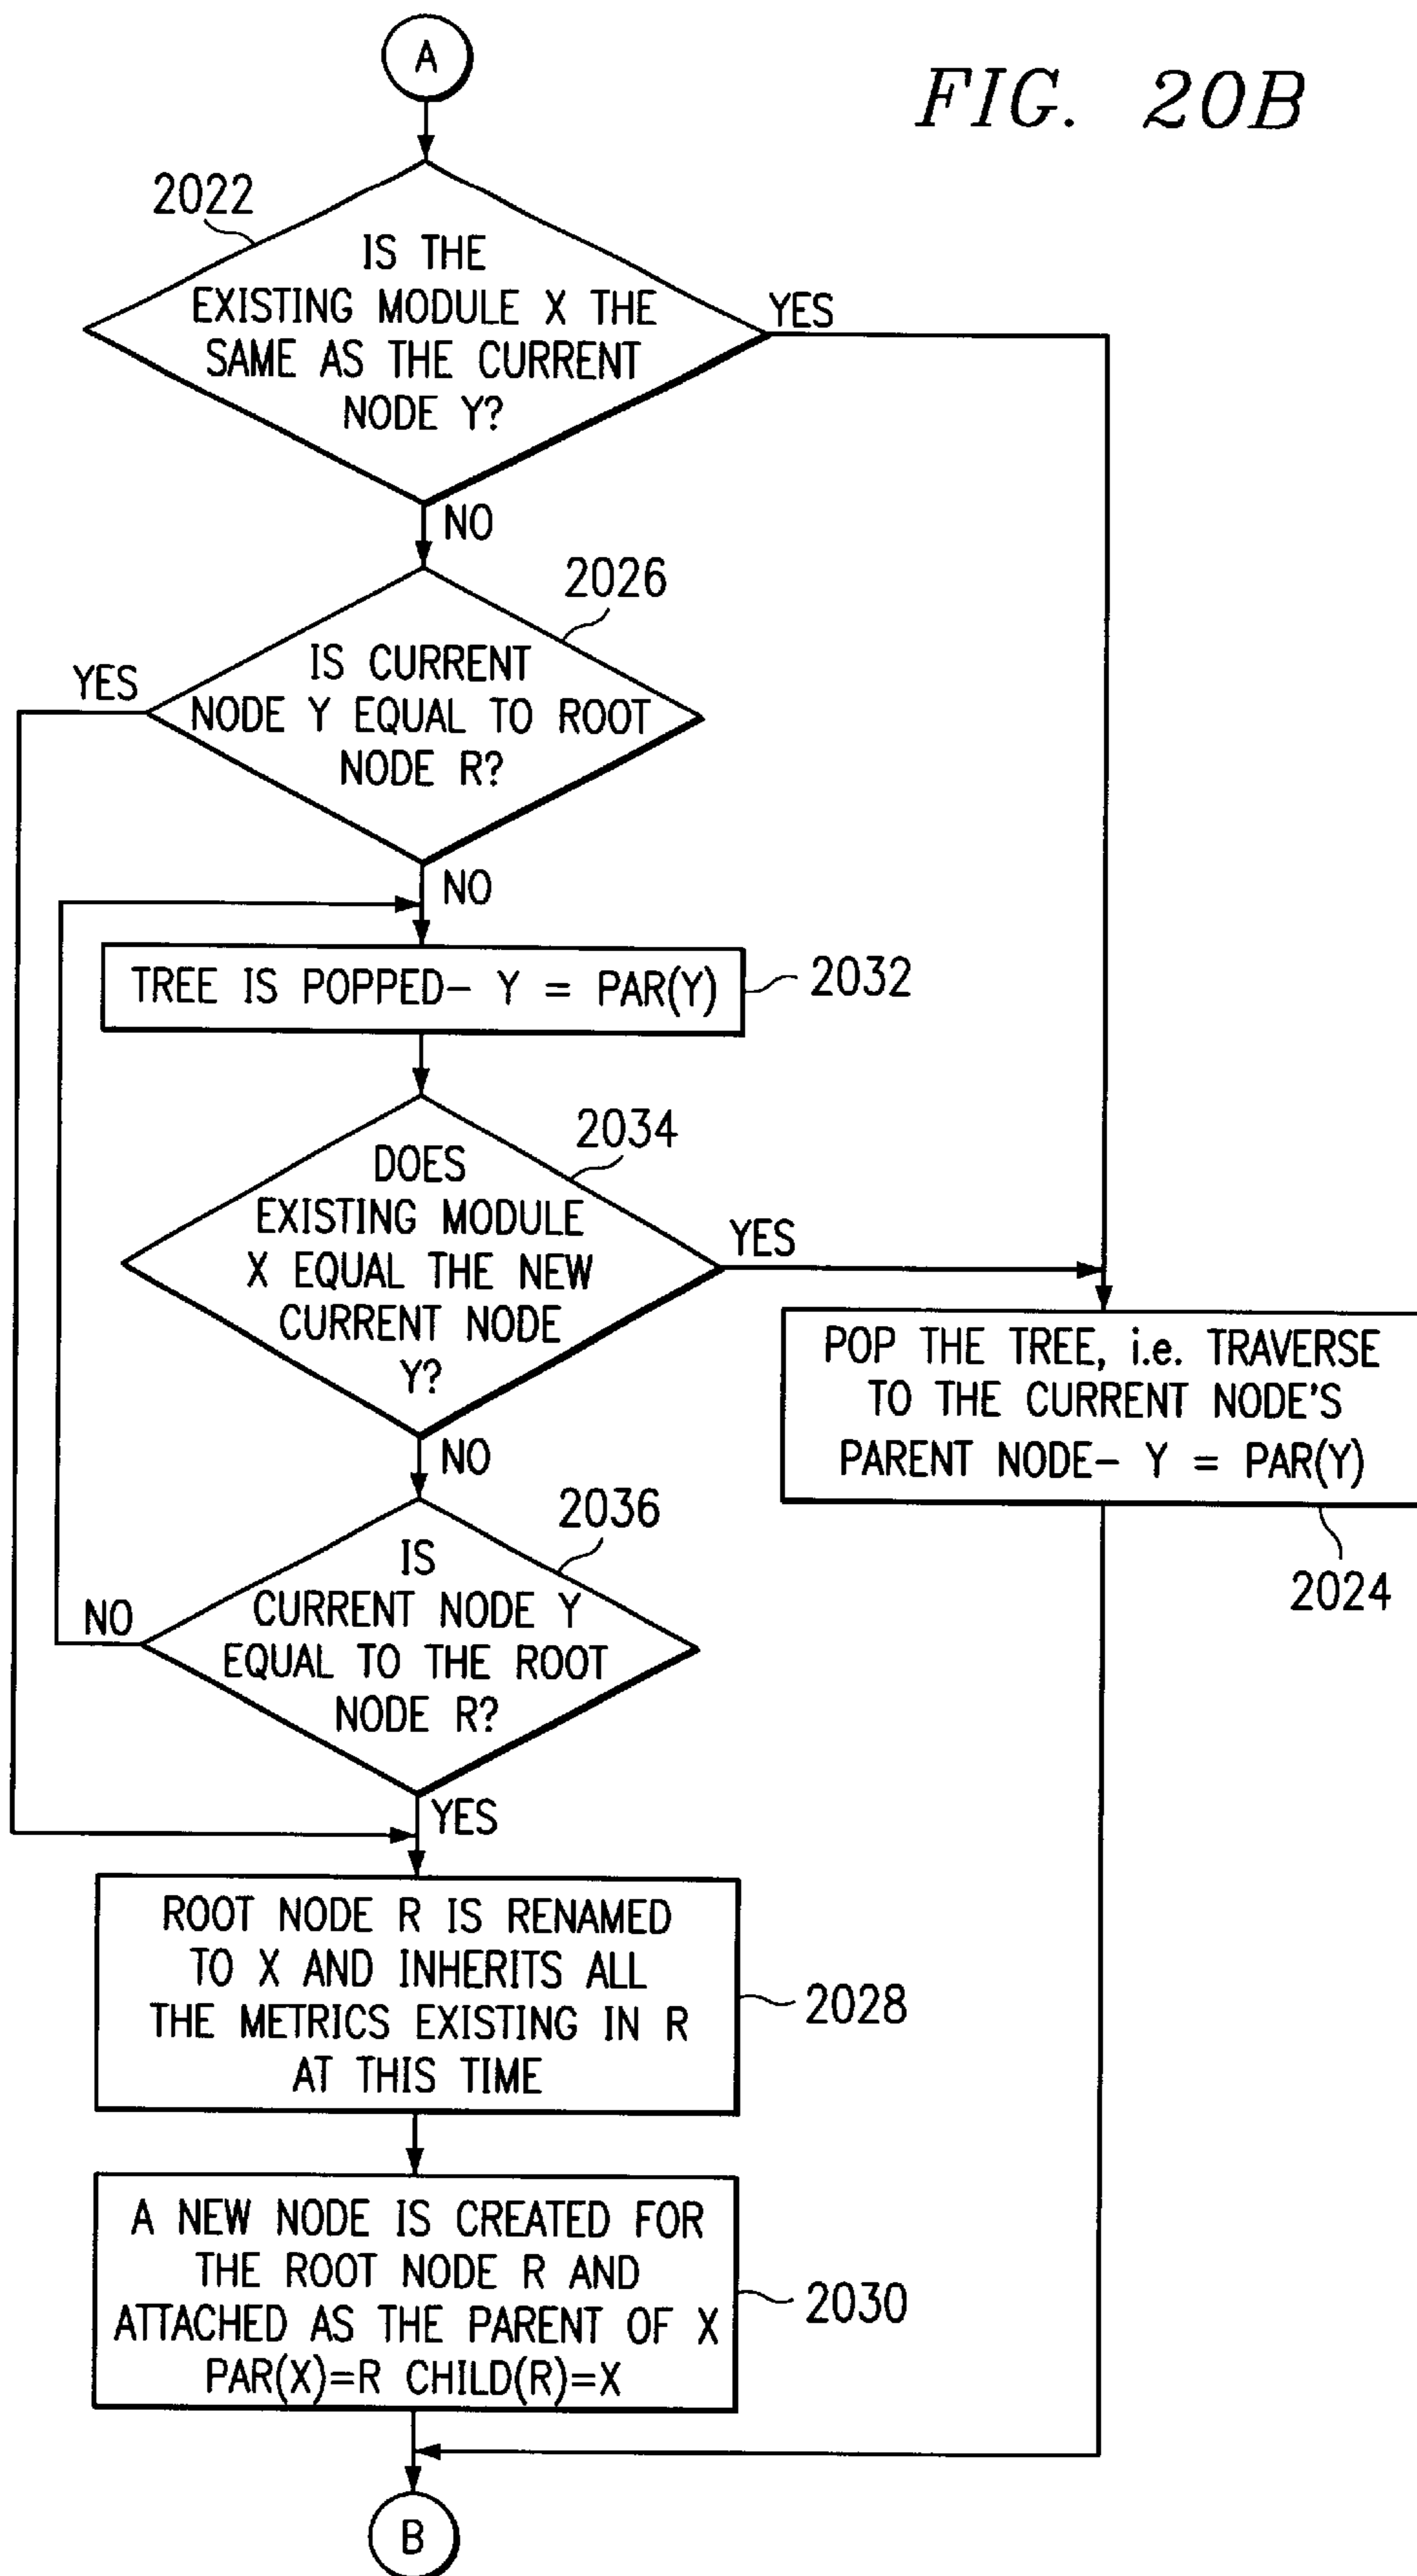 A
FIG. 20B
2022
IS THE
EXISTING MODULE X THE
SAME AS THE CURRENT
NODE Y?
YES
NO
2026
IS CURRENT
NODE Y EQUAL TO ROOT
NODE R?
YES
NO
TREE IS POPPED– Y = PAR(Y)
2032
2034
DOES
EXISTING MODULE
X EQUAL THE NEW
CURRENT NODE
Y?
YES
NO
POP THE TREE, i.e. TRAVERSE
TO THE CURRENT NODE'S
PARENT NODE– Y = PAR(Y)
2024
2036
IS
CURRENT NODE Y
EQUAL TO THE ROOT
NODE R?
NO
YES
ROOT NODE R IS RENAMED
TO X AND INHERITS ALL
THE METRICS EXISTING IN R
AT THIS TIME
2028
A NEW NODE IS CREATED FOR
THE ROOT NODE R AND
ATTACHED AS THE PARENT OF X
PAR(X)=R CHILD(R)=X
2030
B